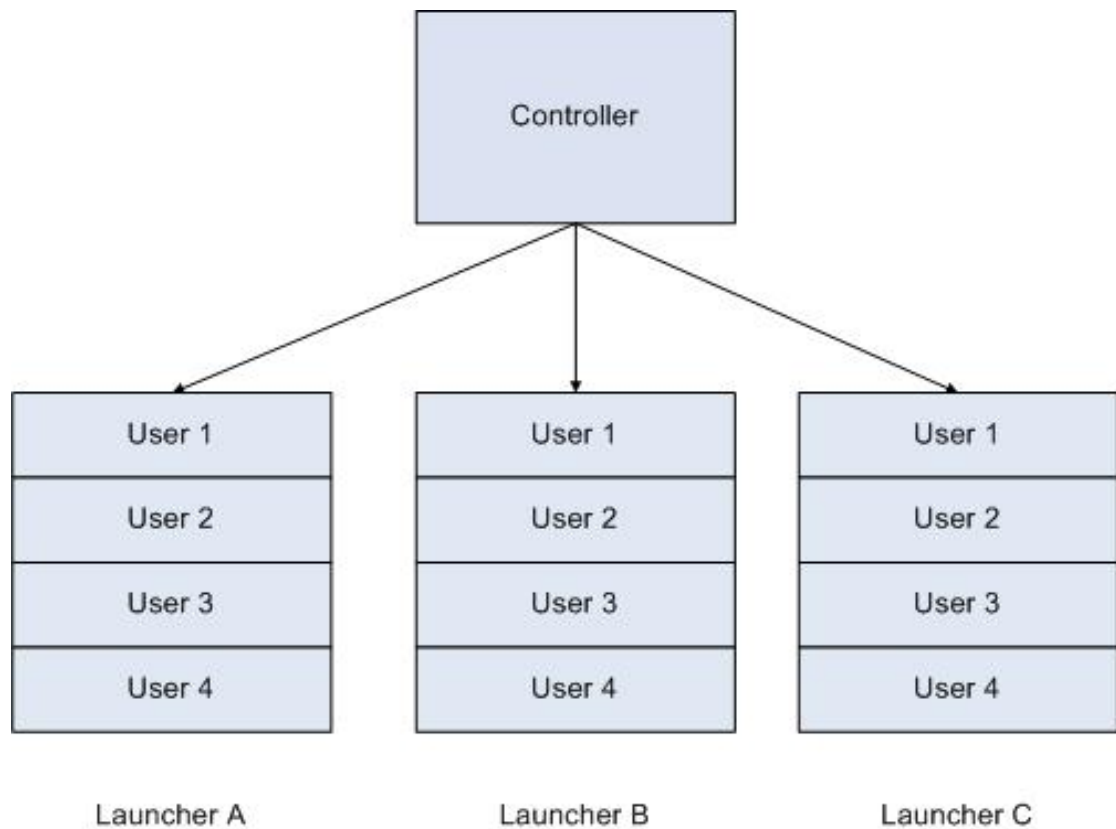 Controller
User 1
User 2
User 3
User 4
Launcher A
User 1
User 2
User 3
User 4
Launcher B
User 1
User 2
User 3
User 4
Launcher C